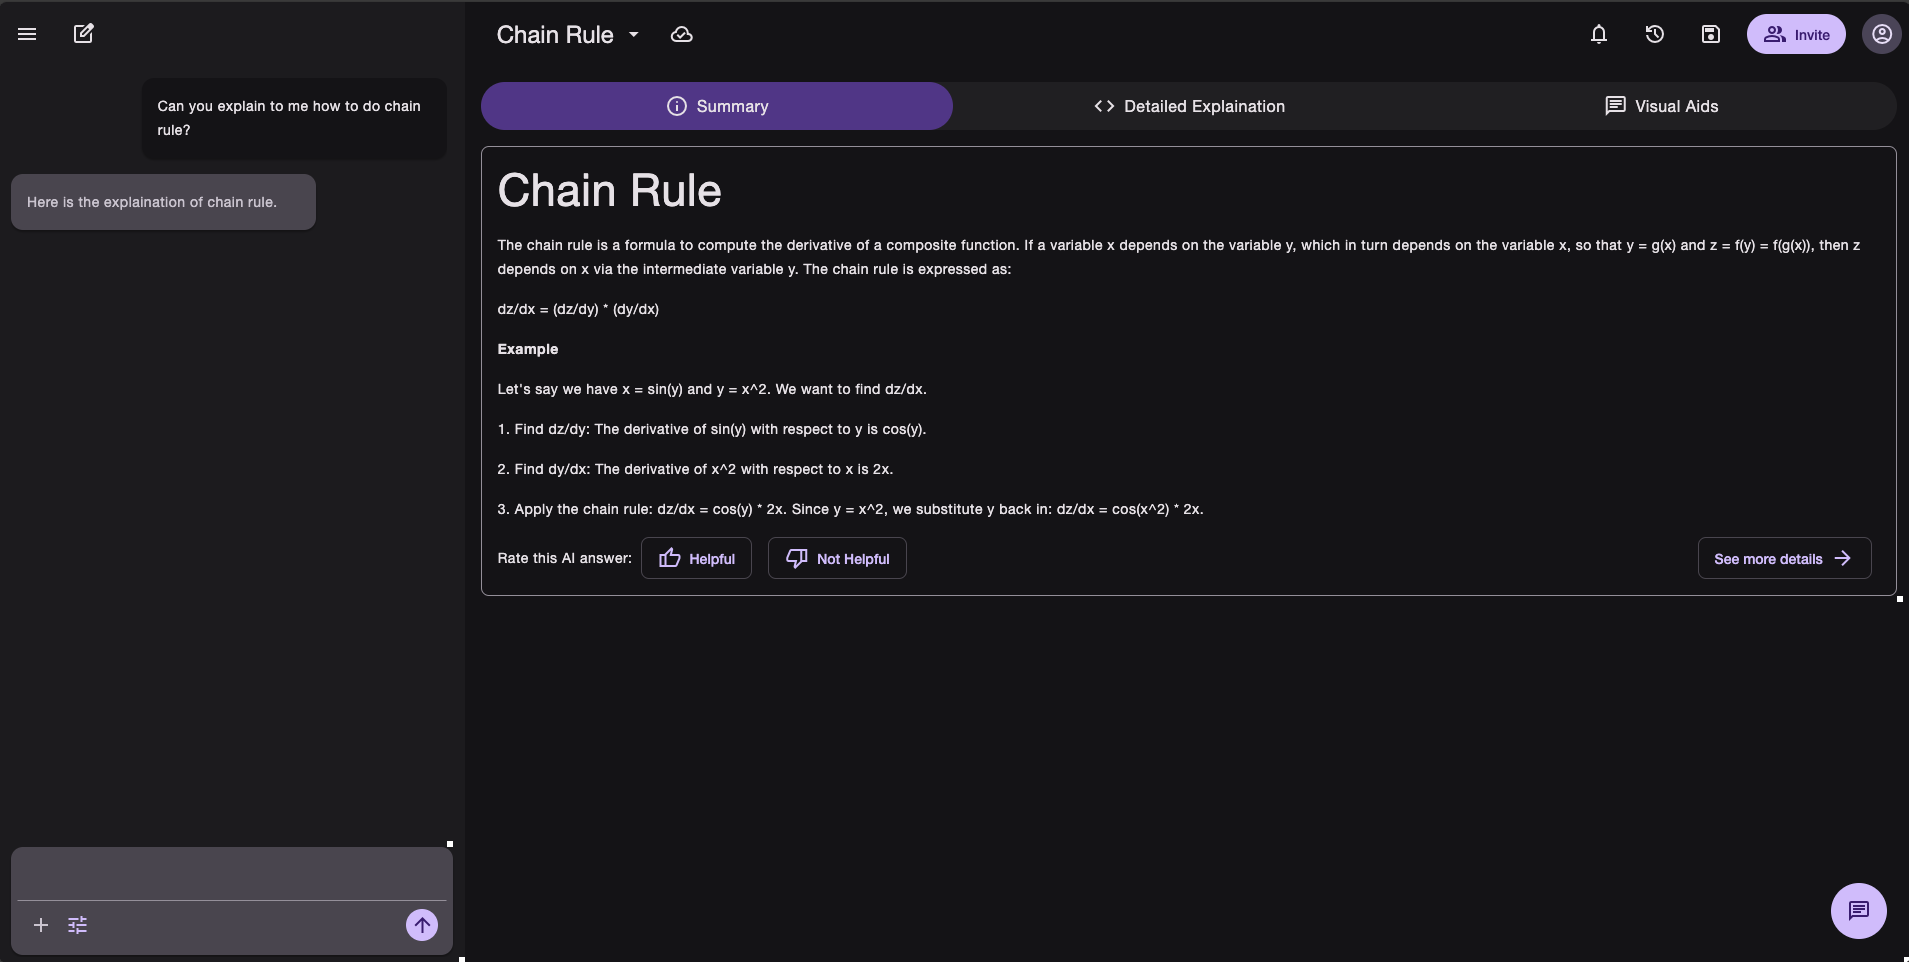 Chain Rule
Invite
Can you explain to me how to do chain
rule?
Here is the explaination of chain rule.
Summary
Detailed Explaination
Visual Aids
Chain Rule
The chain rule is a formula to compute the derivative of a composite function. If a variable x depends on the variable y, which in turn depends on the variable x, so that y = g(x) and z = f(y) = f(g(x)), then z
depends on x via the intermediate variable y. The chain rule is expressed as:
dz/dx = (dz/dy) * (dy/dx)
Example
Let's say we have x = sin(y) and y = x^2. We want to find dz/dx.
1. Find dz/dy: The derivative of sin(y) with respect to y is cos(y).
2. Find dy/dx: The derivative of x^2 with respect to x is 2x.
3. Apply the chain rule: dz/dx = cos(y) * 2x. Since y = x^2, we substitute y back in: dz/dx = cos(x^2) * 2x.
Rate this AI answer:
Helpful
Not Helpful
See more details